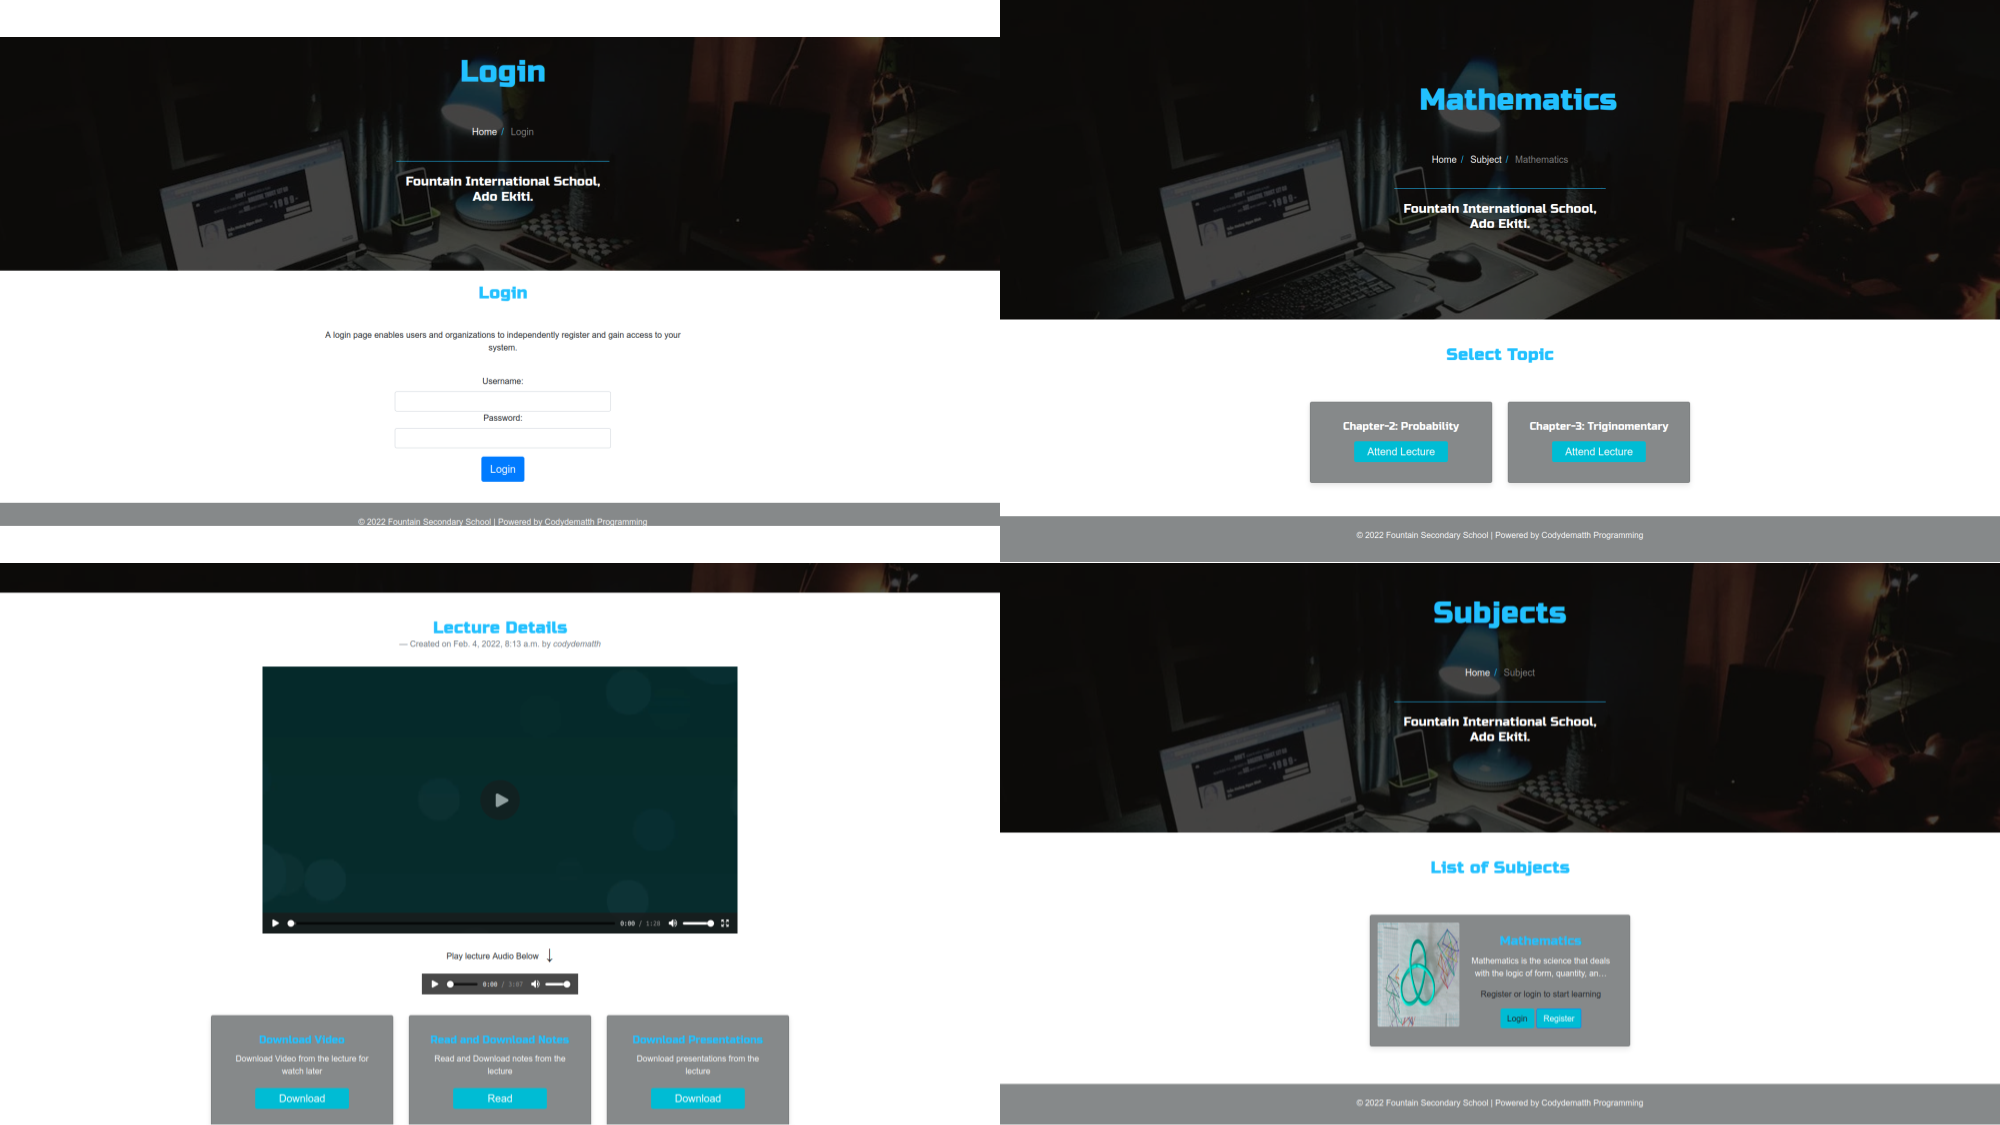 Login
Home / Login
Fountain International School,
Ado Ekiti.
Login
A login page enables users and organizations to independently register and gain access to your
system.
Username:
Password:
Login
© 2022 Fountain Secondary School | Powered by Codydematth Programming
Mathematics
Home / Subject / Mathematics
Fountain International School,
Ado Ekiti.
Select Topic
Chapter-2: Probability
Attend Lecture
Chapter-3: Triginomentary
Attend Lecture
© 2022 Fountain Secondary School | Powered by Codydematth Programming
Lecture Details
— Created on Feb. 4, 2022, 8:13 a.m. by codydematth
0:00 / 1:20
Play lecture Audio Below ↓
0:00 / 3:07
Download Video
Download Video from the lecture for
watch later
Download
Read and Download Notes
Read and Download notes from the
lecture
Read
Download Presentations
Download presentations from the
lecture
Download
Subjects
Home / Subject
Fountain International School,
Ado Ekiti.
List of Subjects
Mathematics
Mathematics is the science that deals
with the logic of form, quantity, an...
Register or login to start learning
Login Register
© 2022 Fountain Secondary School | Powered by Codydematth Programming